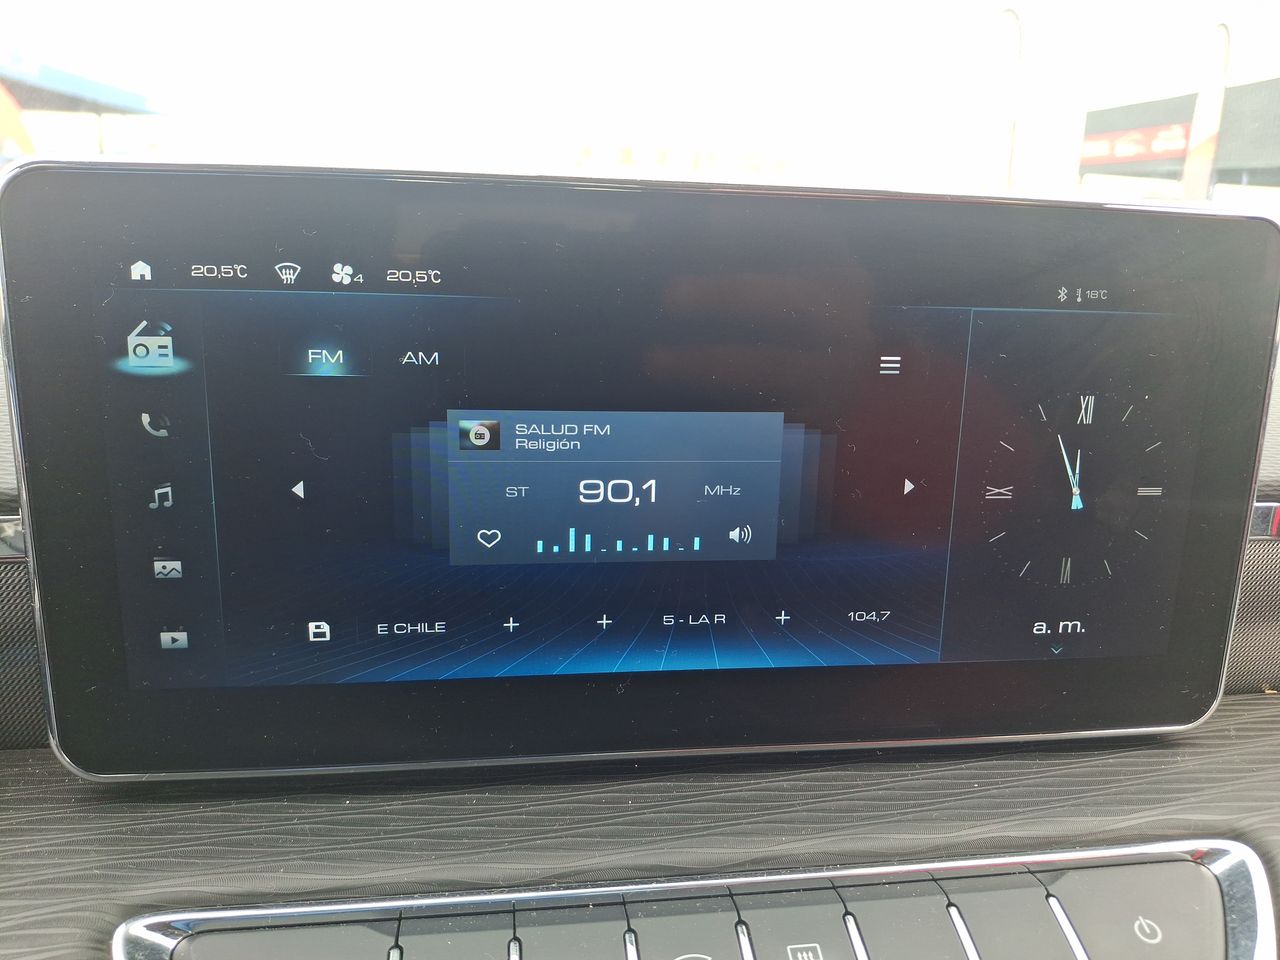 20,5°C 4 20,5°C
18°C
FM AM
SALUD FM
Religión
ST 90,1 MHz
E CHILE + + 5 - LA R + 104,7
XII
III
VI
IX
a. m.